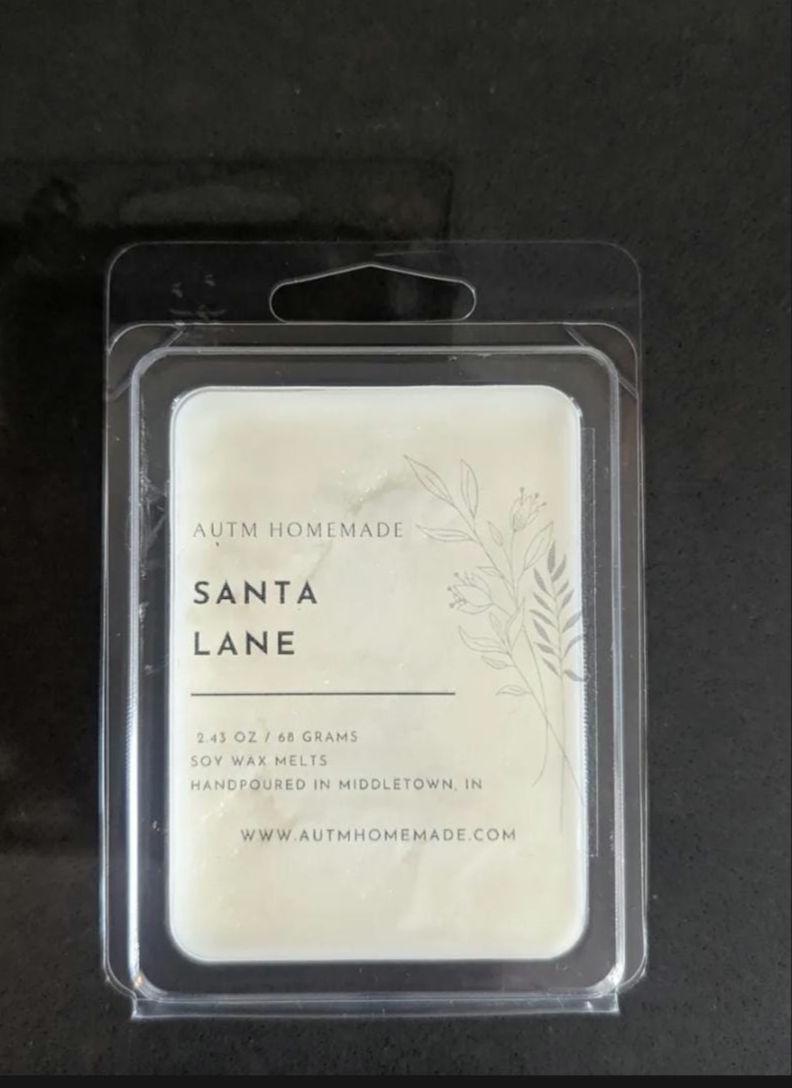 AUTM HOMEMADE
SANTA
LANE
2.43 OZ / 68 GRAMS
SOY WAX MELTS
HANDPOURED IN MIDDLETOWN, IN
WWW.AUTMHOMEMADE.COM